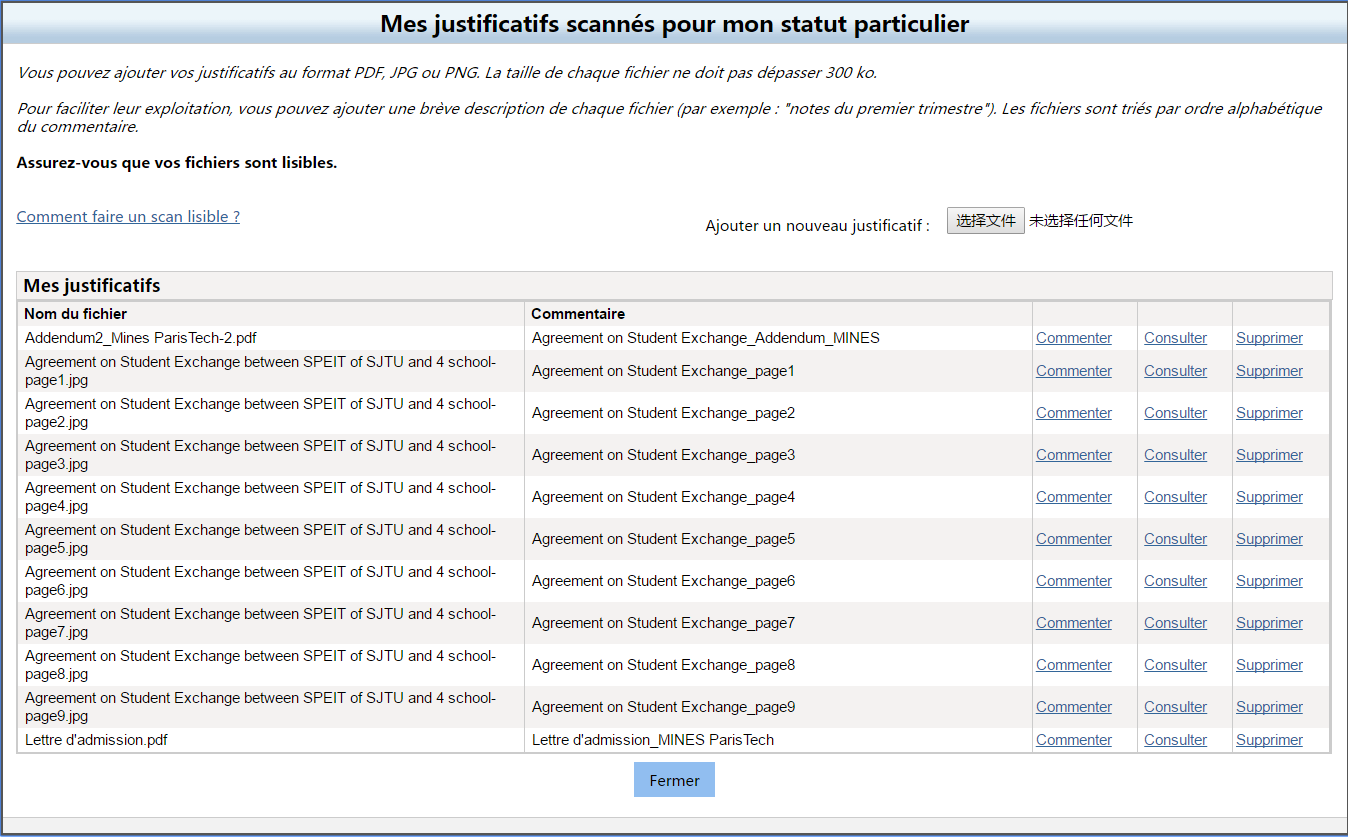 Mes justificatifs scannés pour mon statut particulier
Vous pouvez ajouter vos justificatifs au format PDF, JPG ou PNG. La taille de chaque fichier ne doit pas dépasser 300 ko.
Pour faciliter leur exploitation, vous pouvez ajouter une brève description de chaque fichier (par exemple : "notes du premier trimestre"). Les fichiers sont triés par ordre alphabétique
du commentaire.
Assurez-vous que vos fichiers sont lisibles.
Comment faire un scan lisible ?
Ajouter un nouveau justificatif : 选择文件 未选择任何文件
Mes justificatifs
Nom du fichier Commentaire
Addendum2_Mines ParisTech-2.pdf Agreement on Student Exchange_Addendum_MINES Commenter Consulter Supprimer
Agreement on Student Exchange between SPEIT of SJTU and 4 school-
page1.jpg Agreement on Student Exchange_page1 Commenter Consulter Supprimer
Agreement on Student Exchange between SPEIT of SJTU and 4 school-
page2.jpg Agreement on Student Exchange_page2 Commenter Consulter Supprimer
Agreement on Student Exchange between SPEIT of SJTU and 4 school-
page3.jpg Agreement on Student Exchange_page3 Commenter Consulter Supprimer
Agreement on Student Exchange between SPEIT of SJTU and 4 school-
page4.jpg Agreement on Student Exchange_page4 Commenter Consulter Supprimer
Agreement on Student Exchange between SPEIT of SJTU and 4 school-
page5.jpg Agreement on Student Exchange_page5 Commenter Consulter Supprimer
Agreement on Student Exchange between SPEIT of SJTU and 4 school-
page6.jpg Agreement on Student Exchange_page6 Commenter Consulter Supprimer
Agreement on Student Exchange between SPEIT of SJTU and 4 school-
page7.jpg Agreement on Student Exchange_page7 Commenter Consulter Supprimer
Agreement on Student Exchange between SPEIT of SJTU and 4 school-
page8.jpg Agreement on Student Exchange_page8 Commenter Consulter Supprimer
Agreement on Student Exchange between SPEIT of SJTU and 4 school-
page9.jpg Agreement on Student Exchange_page9 Commenter Consulter Supprimer
Lettre d'admission.pdf Lettre d'admission_MINES ParisTech Commenter Consulter Supprimer
Fermer